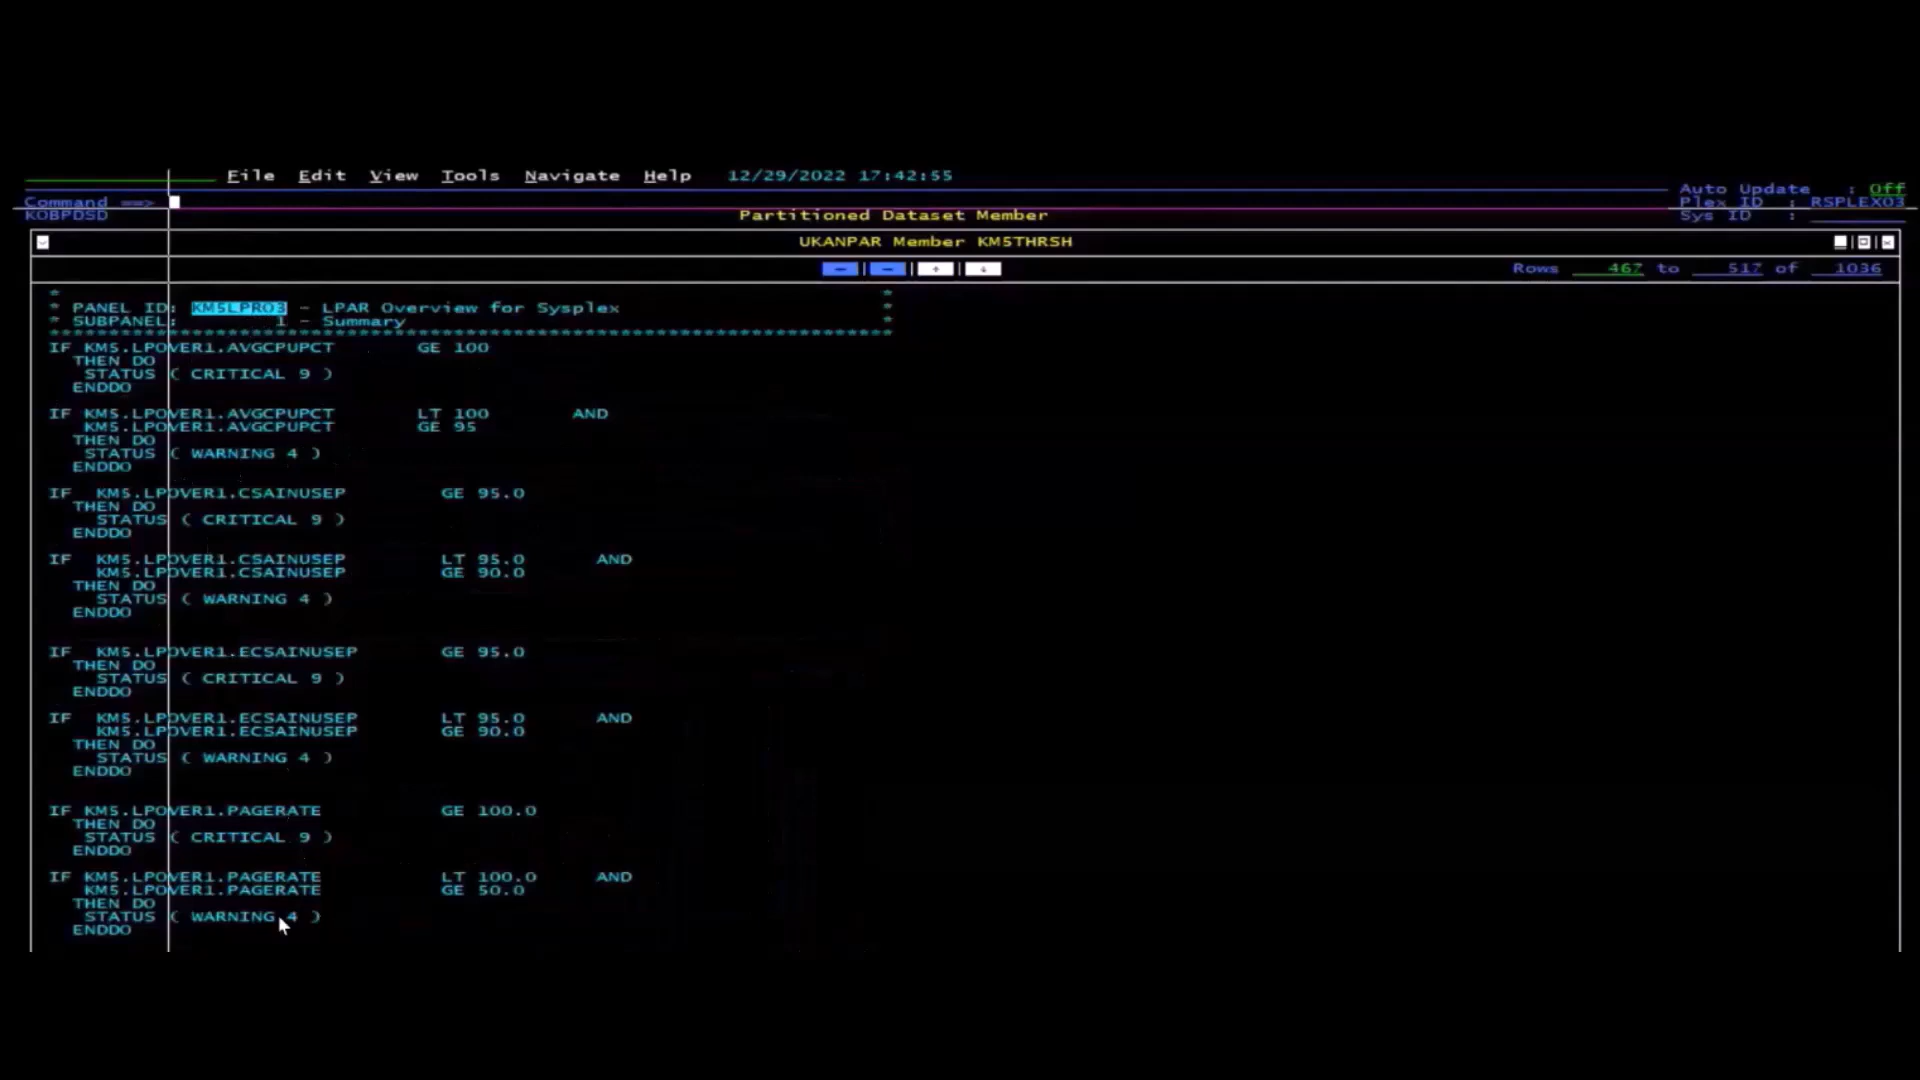 File Edit View Tools Navigate Help 12/29/2022 17:42:55
Auto Update : Off
Command ==> Plex ID : RSPLEX03
KOBPDSD Partitioned Dataset Member Sys ID :
UKANPAR Member KM5THRSH
Rows 467 to 517 of 1036
* *
* PANEL ID: KM5LPRO3 - LPAR Overview for Sysplex *
* SUBPANEL: 1 - Summary *
***********************************************************************
IF KM5.LPOVER1.AVGCPUPCT GE 100
THEN DO
STATUS ( CRITICAL 9 )
ENDDO
IF KM5.LPOVER1.AVGCPUPCT LT 100 AND
KM5.LPOVER1.AVGCPUPCT GE 95
THEN DO
STATUS ( WARNING 4 )
ENDDO
IF KM5.LPOVER1.CSAINUSEP GE 95.0
THEN DO
STATUS ( CRITICAL 9 )
ENDDO
IF KM5.LPOVER1.CSAINUSEP LT 95.0 AND
KM5.LPOVER1.CSAINUSEP GE 90.0
THEN DO
STATUS ( WARNING 4 )
ENDDO
IF KM5.LPOVER1.ECSAINUSEP GE 95.0
THEN DO
STATUS ( CRITICAL 9 )
ENDDO
IF KM5.LPOVER1.ECSAINUSEP LT 95.0 AND
KM5.LPOVER1.ECSAINUSEP GE 90.0
THEN DO
STATUS ( WARNING 4 )
ENDDO
IF KM5.LPOVER1.PAGERATE GE 100.0
THEN DO
STATUS ( CRITICAL 9 )
ENDDO
IF KM5.LPOVER1.PAGERATE LT 100.0 AND
KM5.LPOVER1.PAGERATE GE 50.0
THEN DO
STATUS ( WARNING 4 )
ENDDO